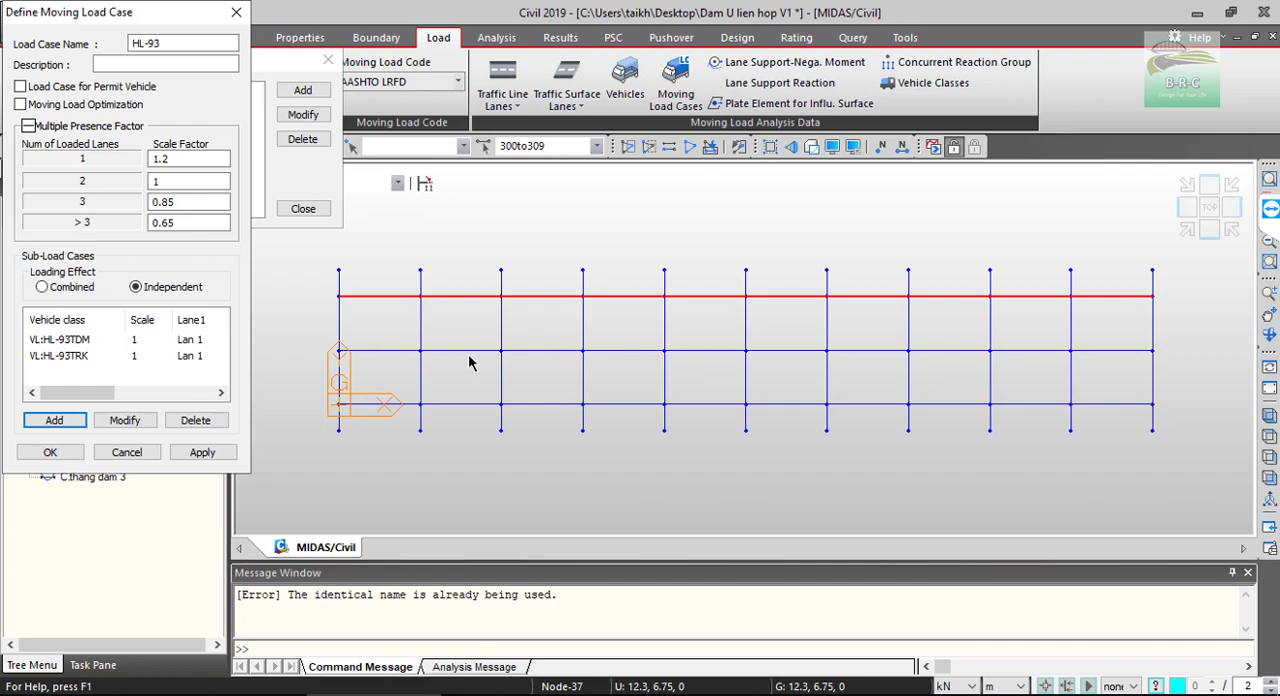 Define Moving Load Case
Civil 2019 - [C:\Users\taikh\Desktop\Dam U lien hop V1 *] - [MIDAS/Civil]
Properties Boundary Load Analysis Results PSC Pushover Design Rating Query Tools Help
Load Case Name : HL-93
Description :
Load Case for Permit Vehicle
Moving Load Optimization
Multiple Presence Factor
Num of Loaded Lanes Scale Factor
1 1.2
2 1
3 0.85
> 3 0.65
Sub-Load Cases
Loading Effect
Combined Independent
Vehicle class Scale Lane1
VL:HL-93TDM 1 Lan 1
VL:HL-93TRK 1 Lan 1
Add Modify Delete
OK Cancel Apply
C.thang dam 3
Add
Modify
Delete
Close
Moving Load Code
AASHTO LRFD
Moving Load Code
Traffic Line Lanes
Traffic Surface Lanes
Vehicles
Moving Load Cases
Lane Support-Nega. Moment
Lane Support Reaction
Plate Element for Influ. Surface
Concurrent Reaction Group
Vehicle Classes
Moving Load Analysis Data
B-R-C
300to309
TOP
G
X
MIDAS/Civil
Message Window
[Error] The identical name is already being used.
>>
Tree Menu Task Pane
Command Message Analysis Message
For Help, press F1 Node-37 U: 12.3, 6.75, 0 G: 12.3, 6.75, 0 kN m none ? 0 / 2